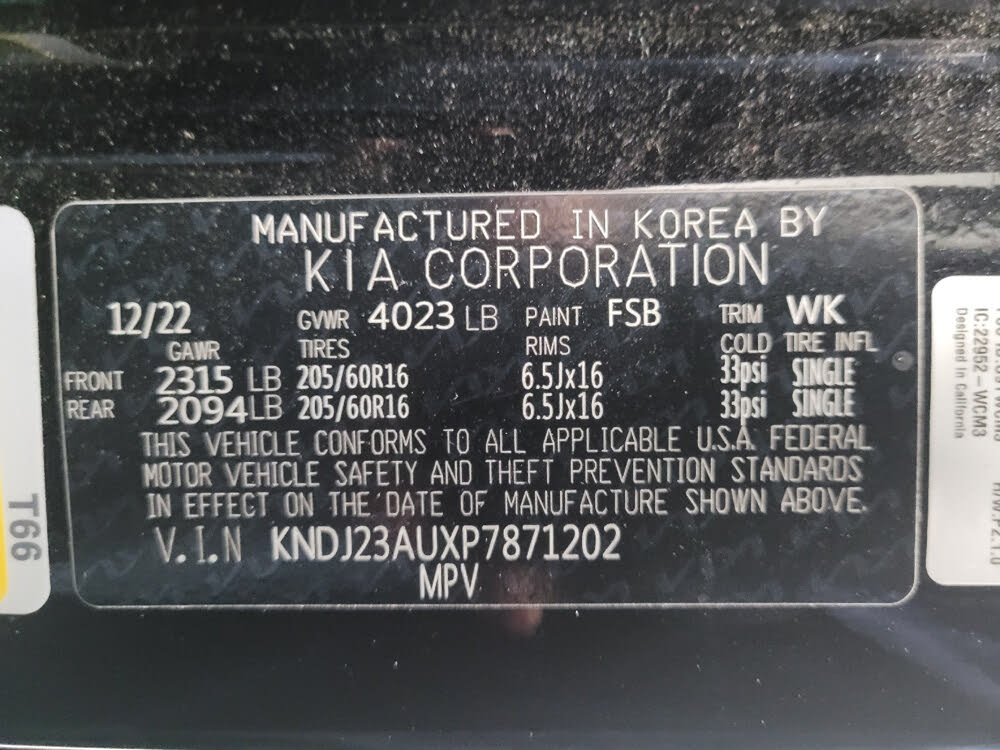 MANUFACTURED IN KOREA BY
KIA CORPORATION
12/22 GVWR 4023 LB PAINT FSB TRIM WK
GAWR TIRES RIMS COLD TIRE INFL
FRONT 2315 LB 205/60R16 6.5Jx16 33psi SINGLE
REAR 2094LB 205/60R16 6.5Jx16 33psi SINGLE
THIS VEHICLE CONFORMS TO ALL APPLICABLE U.S.A. FEDERAL
MOTOR VEHICLE SAFETY AND THEFT PREVENTION STANDARDS
IN EFFECT ON THE DATE OF MANUFACTURE SHOWN ABOVE.
V.I.N KNDJ23AUXP7871202
MPV
T66
IC:22952-WCM3
Designed in California